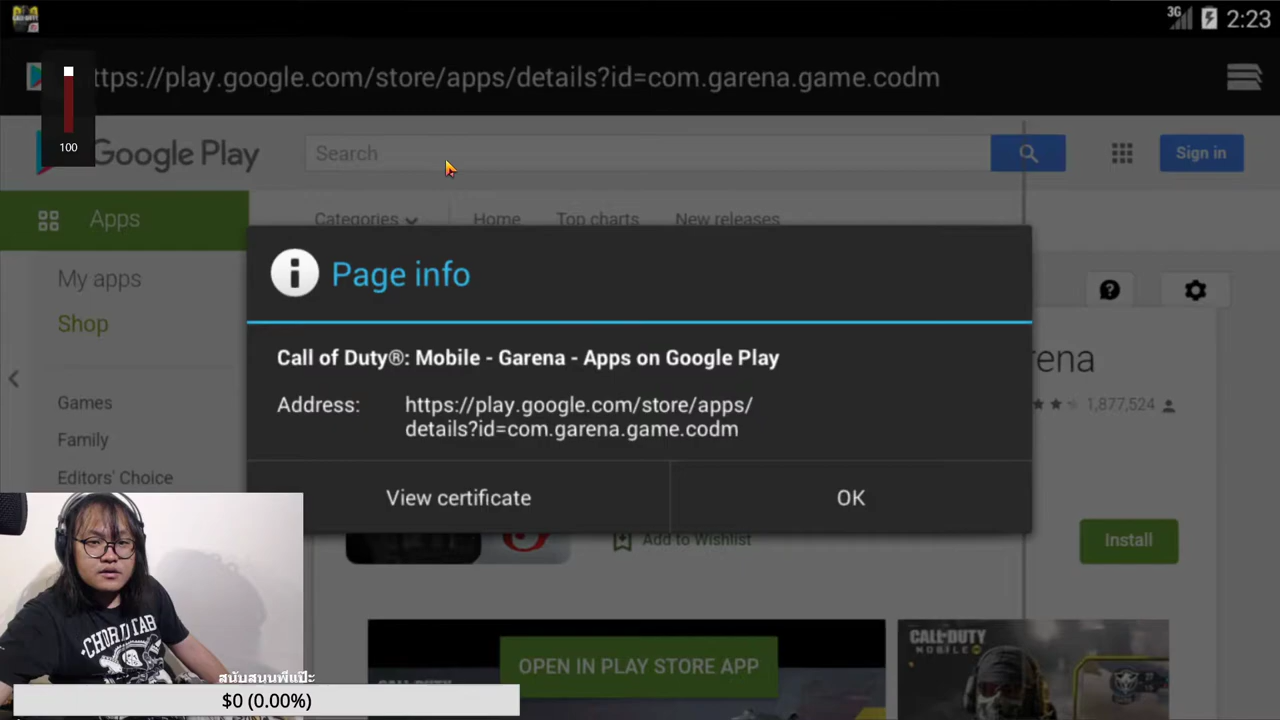 3G 2:23
ttps://play.google.com/store/apps/details?id=com.garena.game.codm
100
Google Play
Search
Sign in
Apps
Categories
Home
Top charts
New releases
My apps
Shop
Page info
Call of Duty®: Mobile - Garena - Apps on Google Play
Address: https://play.google.com/store/apps/
details?id=com.garena.game.codm
View certificate
OK
rena
1,877,524
Games
Family
Editors' Choice
Add to Wishlist
Install
OPEN IN PLAY STORE APP
CALL OF DUTY
MOBILE
CHORD TAB
สนับสนุนพี่แป๊ะ
$0 (0.00%)